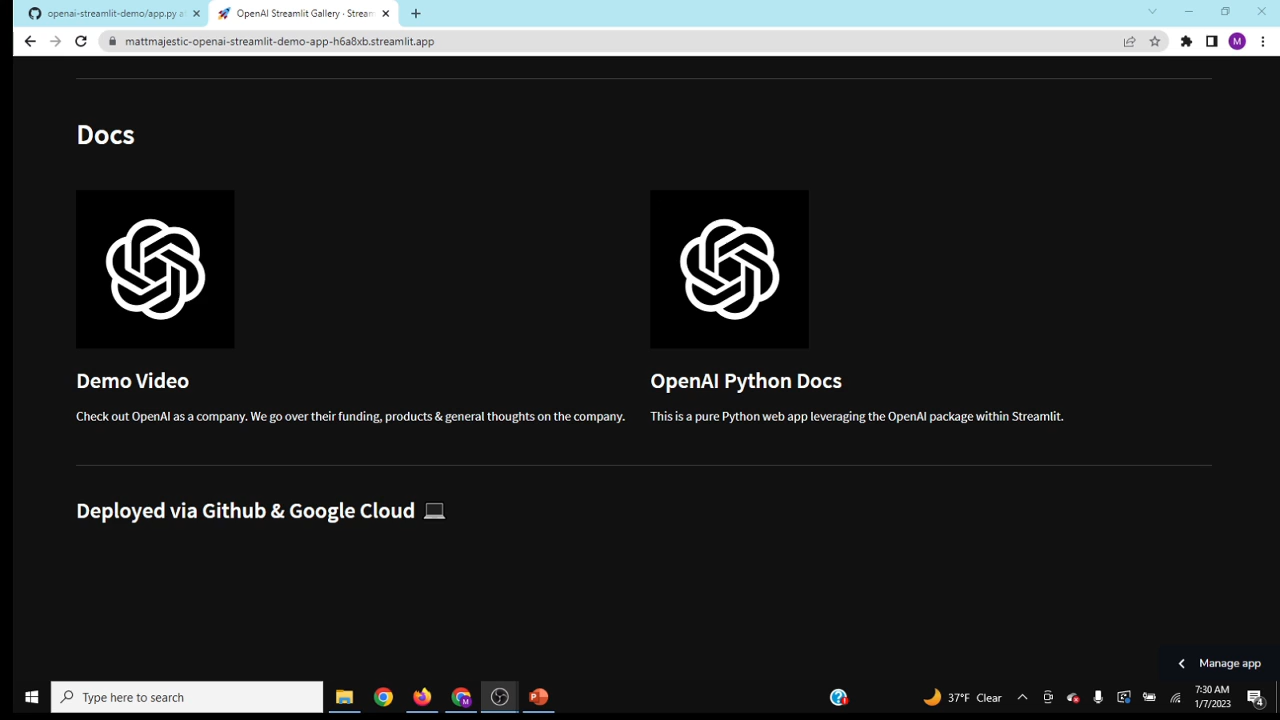 openai-streamlit-demo/app.py a
OpenAI Streamlit Gallery · Stream
mattmajestic-openai-streamlit-demo-app-h6a8xb.streamlit.app
M
Docs
Demo Video
OpenAI Python Docs
Check out OpenAI as a company. We go over their funding, products & general thoughts on the company.
This is a pure Python web app leveraging the OpenAI package within Streamlit.
Deployed via Github & Google Cloud
Manage app
Type here to search
37°F Clear
7:30 AM
1/7/2023
4